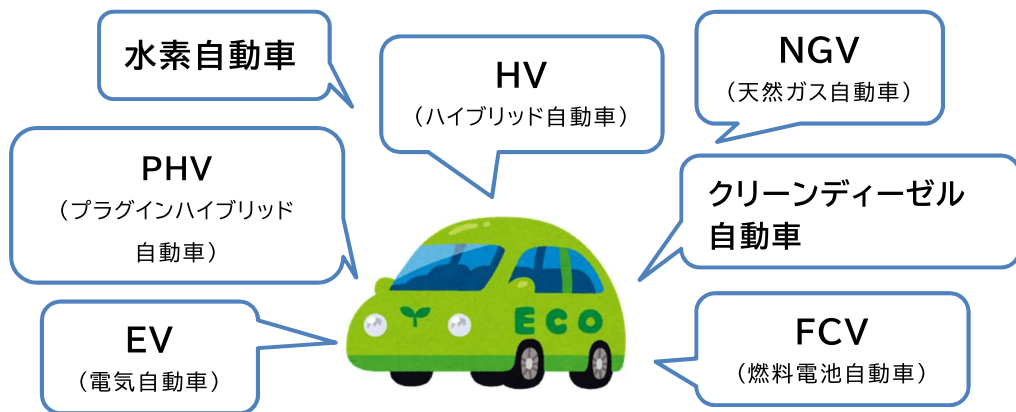 水素自動車
HV
（ハイブリッド自動車）
NGV
（天然ガス自動車）
PHV
（プラグインハイブリッド
自動車）
クリーンディーゼル
自動車
EV
（電気自動車）
ECO
FCV
（燃料電池自動車）